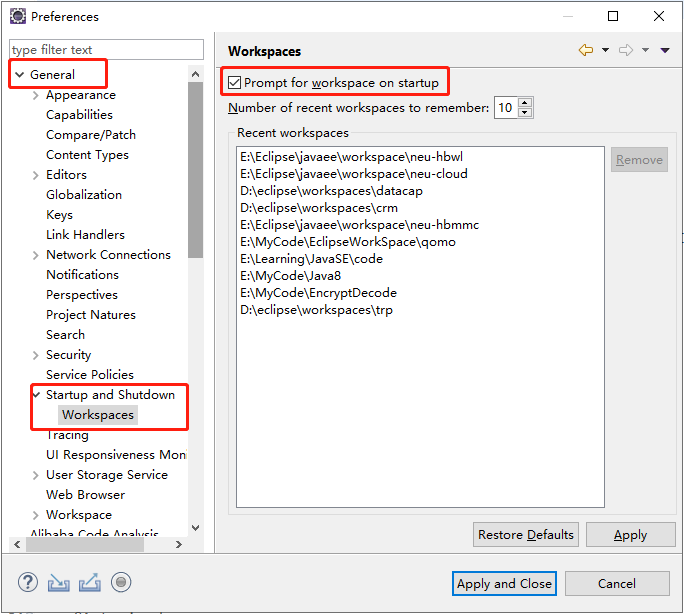 Preferences
type filter text
General
Appearance
Capabilities
Compare/Patch
Content Types
Editors
Globalization
Keys
Link Handlers
Network Connections
Notifications
Perspectives
Project Natures
Search
Security
Service Policies
Startup and Shutdown
Workspaces
Tracing
UI Responsiveness Mon
User Storage Service
Web Browser
Workspace
Alibaba Code Analysis
Workspaces
Prompt for workspace on startup
Number of recent workspaces to remember: 10
Recent workspaces
E:\Eclipse\javaee\workspace\neu-hbwl
E:\Eclipse\javaee\workspace\neu-cloud
D:\eclipse\workspaces\datacap
D:\eclipse\workspaces\crm
E:\Eclipse\javaee\workspace\neu-hbmmc
E:\MyCode\EclipseWorkSpace\qomo
E:\Learning\JavaSE\code
E:\MyCode\Java8
E:\MyCode\EncryptDecode
D:\eclipse\workspaces\trp
Remove
Restore Defaults
Apply
Apply and Close
Cancel